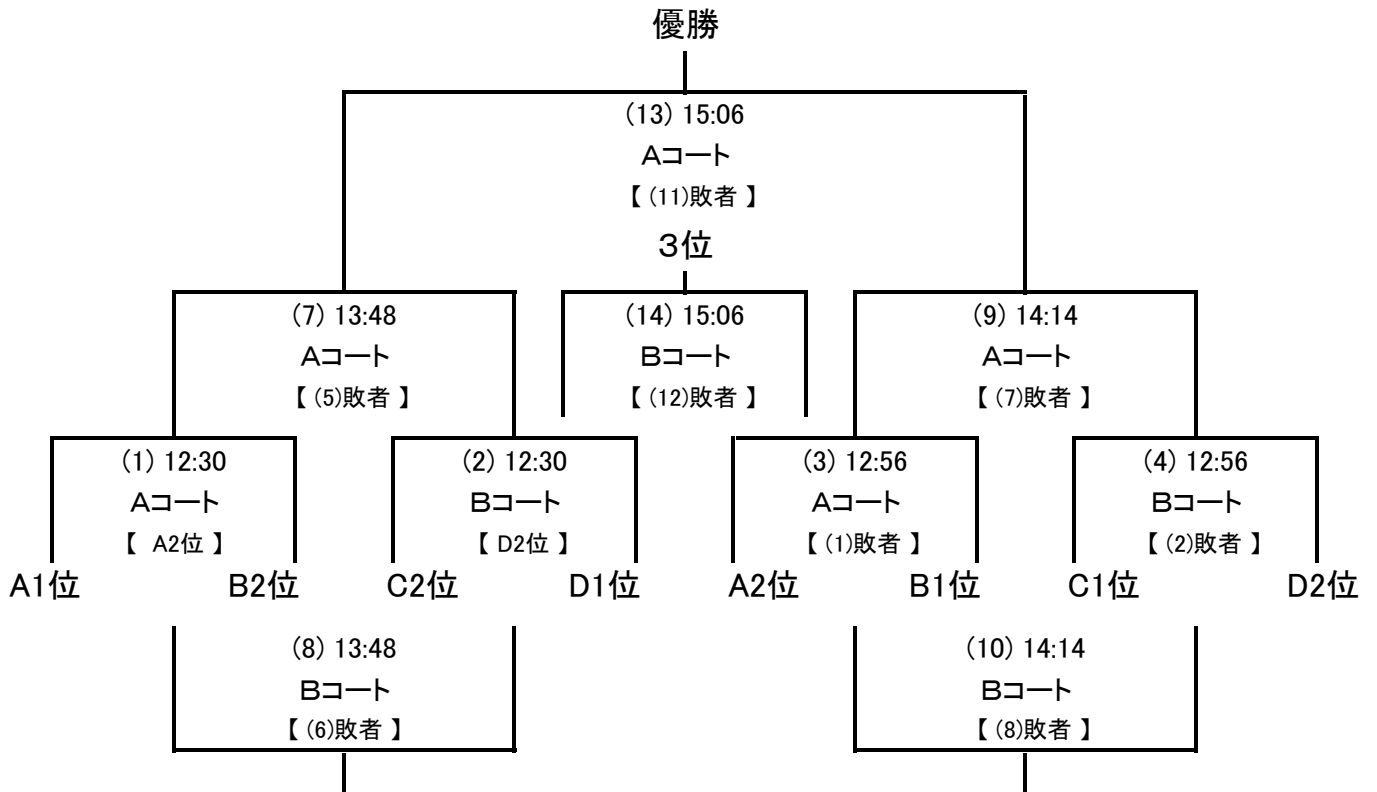 優勝
(13) 15:06
Aコート
【 (11)敗者 】
3位
(7) 13:48
Aコート
【 (5)敗者 】
(14) 15:06
Bコート
【 (12)敗者 】
(9) 14:14
Aコート
【 (7)敗者 】
(1) 12:30
Aコート
【 A2位 】
(2) 12:30
Bコート
【 D2位 】
(3) 12:56
Aコート
【 (1)敗者 】
(4) 12:56
Bコート
【 (2)敗者 】
A1位 B2位 C2位 D1位 A2位 B1位 C1位 D2位
(8) 13:48
Bコート
【 (6)敗者 】
(10) 14:14
Bコート
【 (8)敗者 】